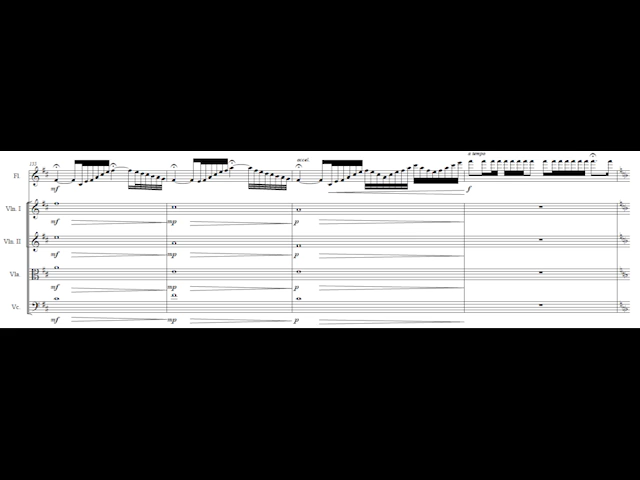 accel.
a tempo
Fl.
mf
f
Vln. I
mf mp p
Vln. II
mf mp p
Vla.
mf mp p
Vc.
mf mp p